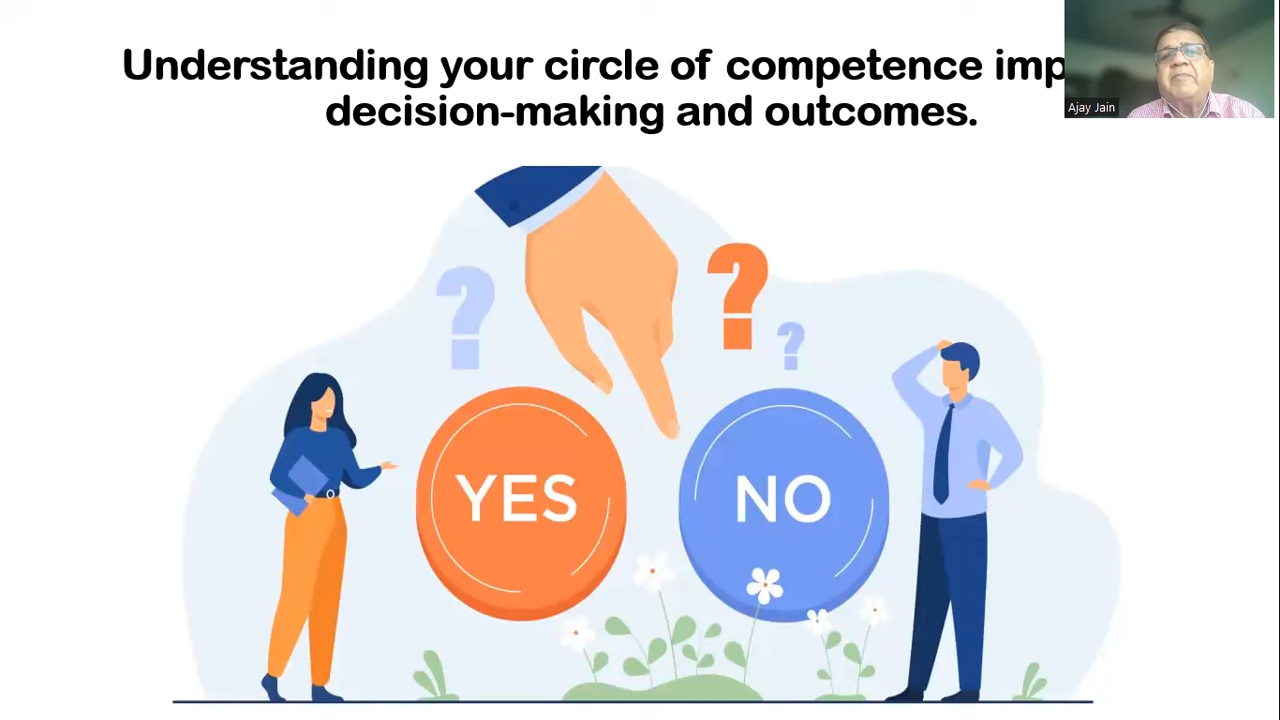 Understanding your circle of competence imp
decision-making and outcomes.
Ajay Jain
?
?
?
YES
NO